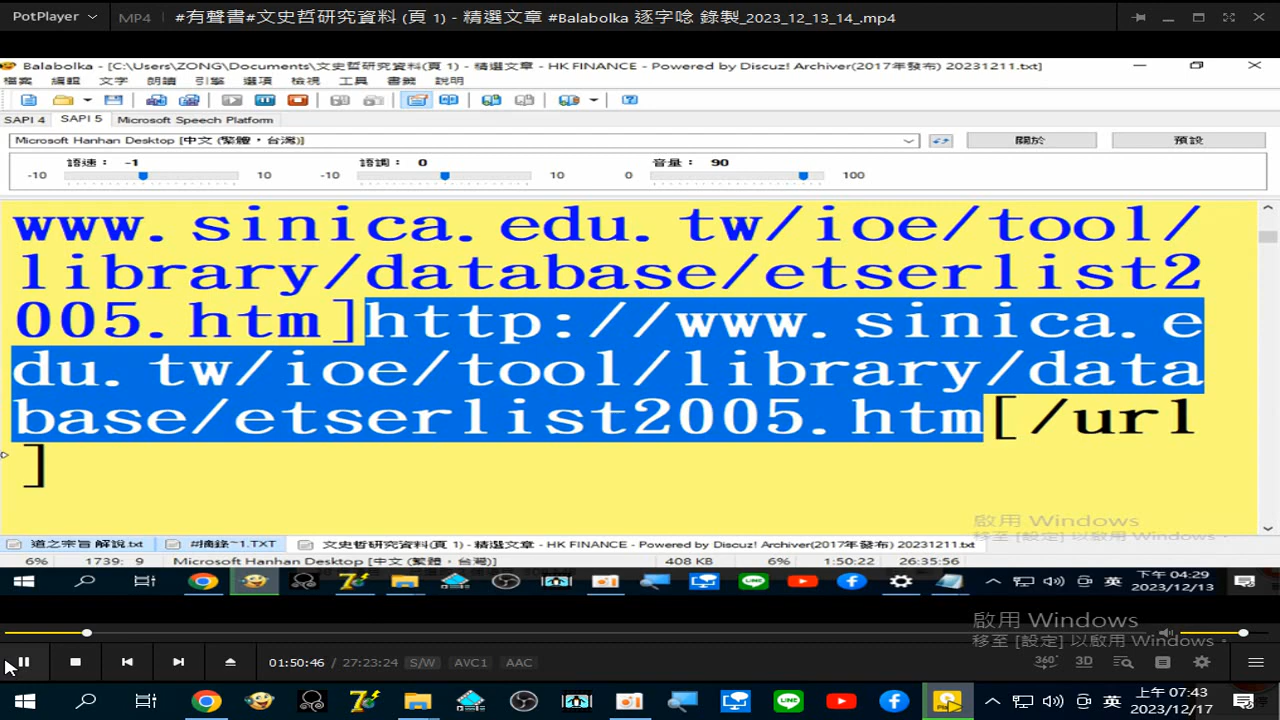 PotPlayer MP4 #有聲書#文史哲研究資料 (頁 1) - 精選文章 #Balabolka 逐字唸 錄製_2023_12_13_14_.mp4
Balabolka - [C:\Users\ZONG\Documents\文史哲研究資料(頁 1) - 精選文章 - HK FINANCE - Powered by Discuz! Archiver(2017年發布) 20231211.txt]
檔案 編輯 文字 朗讀 引擎 選項 檢視 工具 書籤 說明
SAPI 4 SAPI 5 Microsoft Speech Platform
Microsoft Hanhan Desktop [中文 (繁體，台灣)] 關於 預設
語速： -1 語調： 0 音量： 90
-10 10 -10 10 0 100
www.sinica.edu.tw/ioe/tool/
library/database/etserlist2
005.htm]http://www.sinica.e
du.tw/ioe/tool/library/data
base/etserlist2005.htm[/url
]
啟用 Windows
移至 [設定] 以啟用 Windows。
道之宗旨 解說.txt #摘錄~1.TXT 文史哲研究資料(頁 1) - 精選文章 - HK FINANCE - Powered by Discuz! Archiver(2017年發布) 20231211.txt
6% 1739: 9 Microsoft Hanhan Desktop [中文 (繁體，台灣)] 408 KB 6% 1:50:22 26:35:56
英 下午 04:29
2023/12/13
啟用 Windows
移至 [設定] 以啟用 Windows。
01:50:46 / 27:23:24 S/W AVC1 AAC 360° 3D
英 上午 07:43
2023/12/17